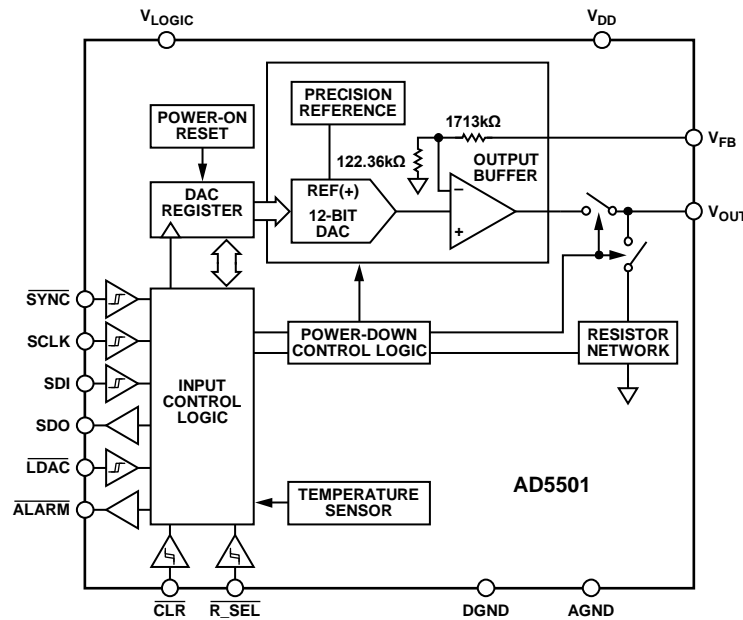 VLOGIC
VDD
POWER-ON
RESET
PRECISION
REFERENCE
1713kΩ
122.36kΩ
OUTPUT
BUFFER
VFB
DAC
REGISTER
REF(+)
12-BIT
DAC
−
+
VOUT
SYNC
SCLK
SDI
SDO
LDAC
ALARM
INPUT
CONTROL
LOGIC
POWER-DOWN
CONTROL LOGIC
RESISTOR
NETWORK
TEMPERATURE
SENSOR
AD5501
CLR
R_SEL
DGND
AGND